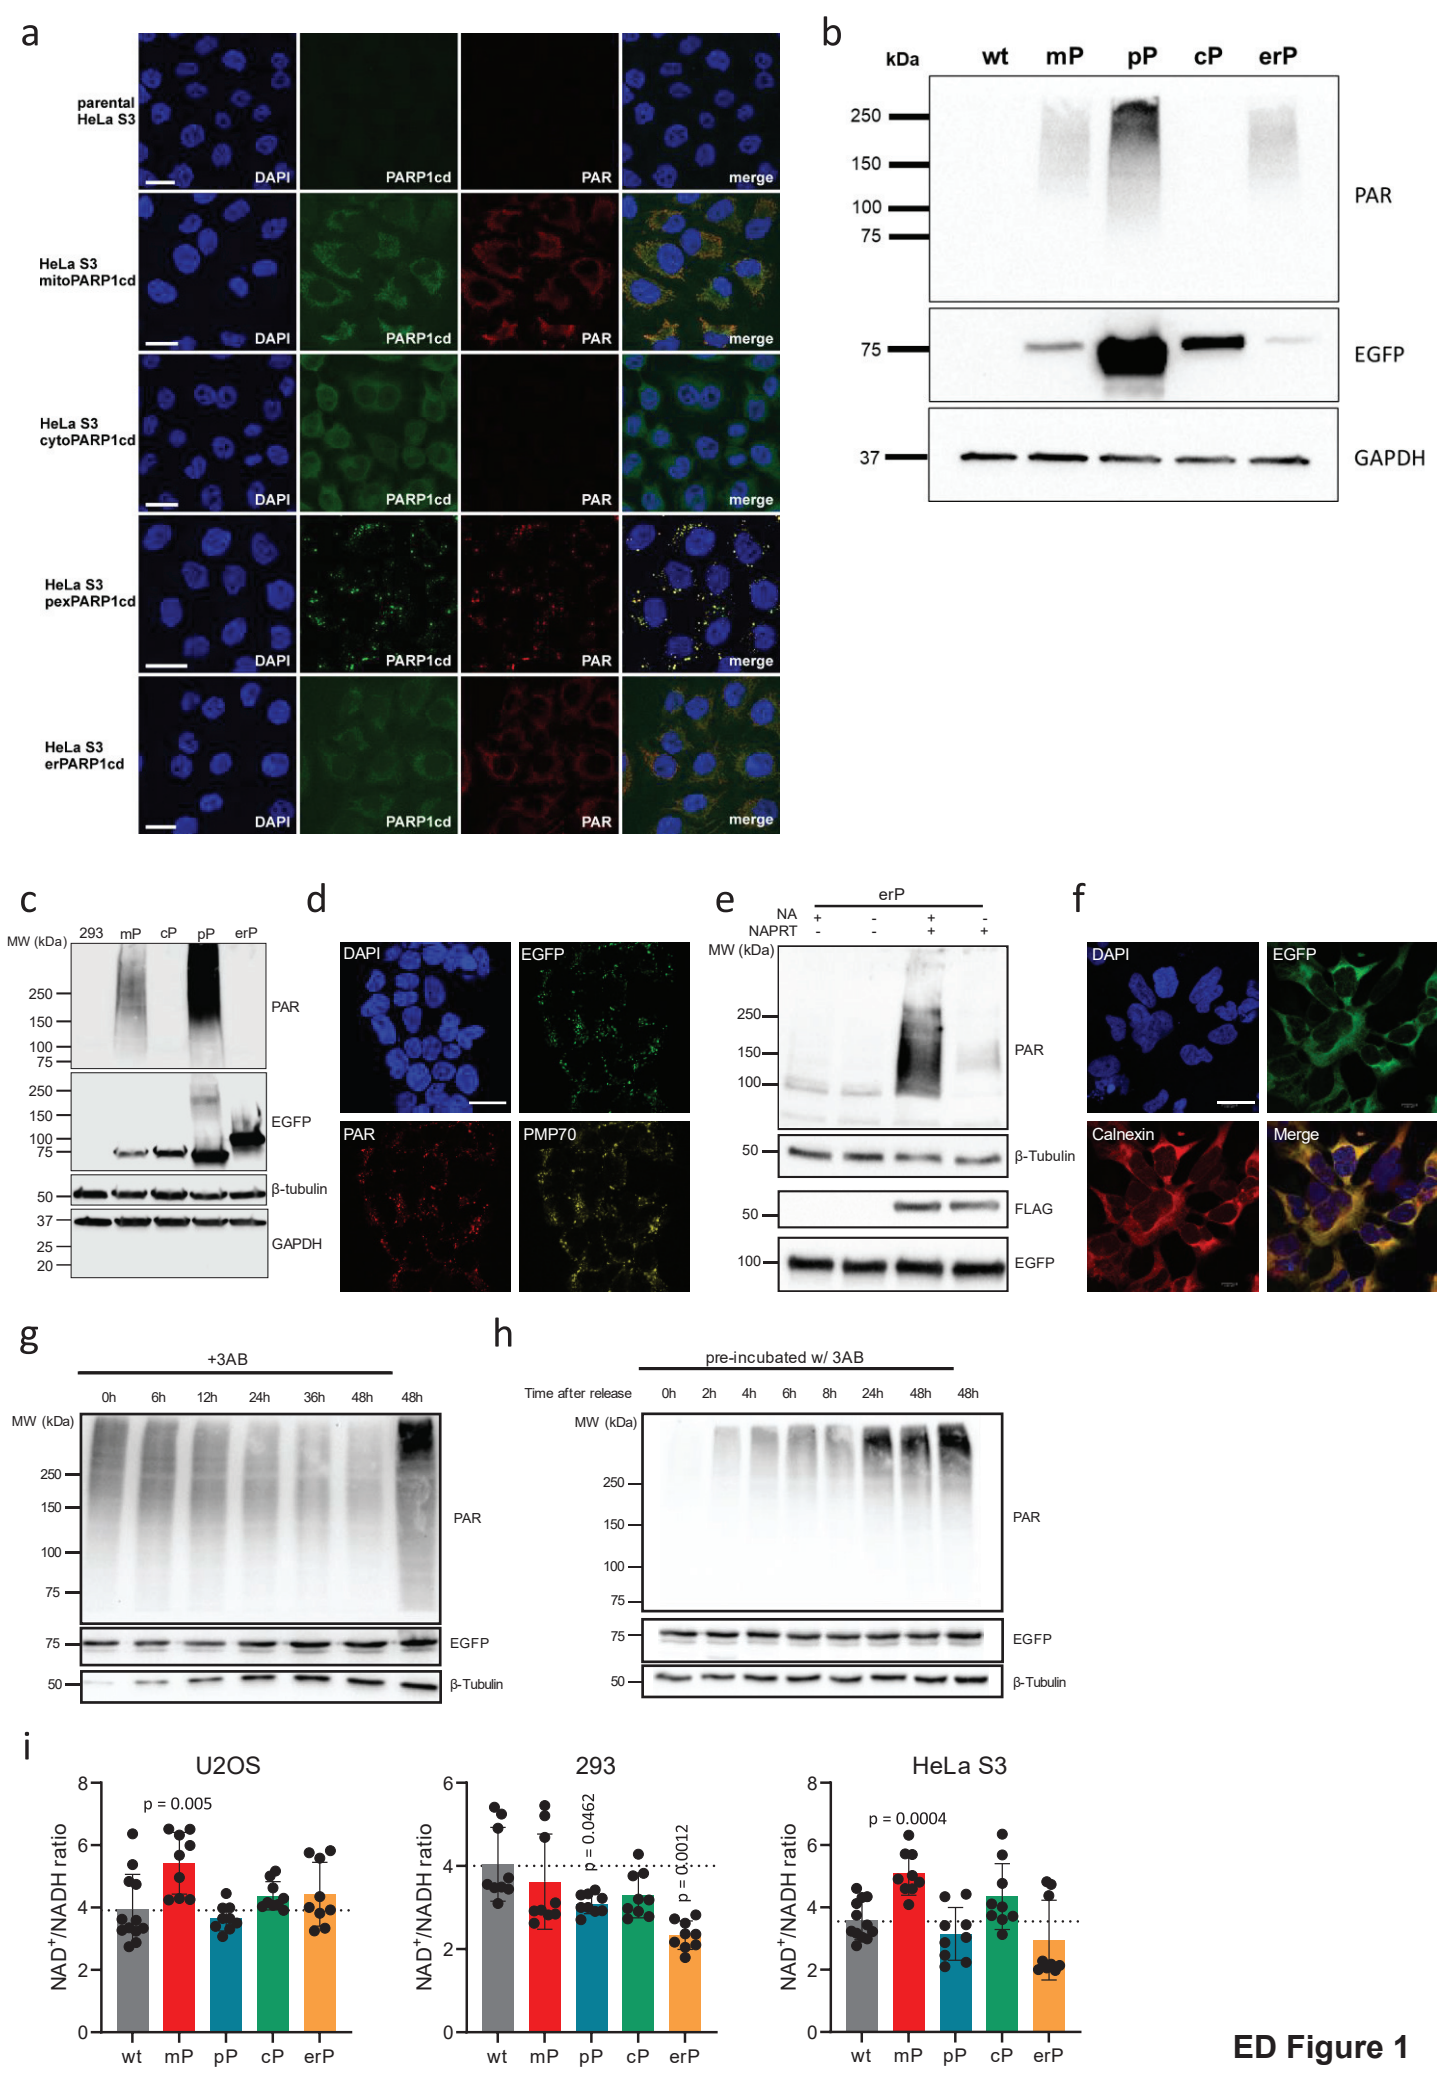 a
parental
HeLa S3
DAPI
PARP1cd
PAR
merge
HeLa S3
mitoPARP1cd
DAPI
PARP1cd
PAR
merge
HeLa S3
cytoPARP1cd
DAPI
PARP1cd
PAR
merge
HeLa S3
pexPARP1cd
DAPI
PARP1cd
PAR
merge
HeLa S3
erPARP1cd
DAPI
PARP1cd
PAR
merge
b
kDa wt mP pP cP erP
250
150
100
75
PAR
75
EGFP
37
GAPDH
c
293 mP cP pP erP
MW (kDa)
250
150
100
75
PAR
250
150
100
75
EGFP
50
β-tubulin
37
25
20
GAPDH
d
DAPI
EGFP
PAR
PMP70
e
erP
NA + - + -
NAPRT - - + +
MW (kDa)
250
150
100
PAR
50
β-Tubulin
50
FLAG
100
EGFP
f
DAPI
EGFP
Calnexin
Merge
g
+3AB
0h 6h 12h 24h 36h 48h 48h
MW (kDa)
250
150
100
75
PAR
75
EGFP
50
β-Tubulin
h
pre-incubated w/ 3AB
Time after release 0h 2h 4h 6h 8h 24h 48h 48h
MW (kDa)
250
150
100
75
PAR
75
EGFP
50
β-Tubulin
i
U2OS
NAD+/NADH ratio
8
6
4
2
0
p = 0.005
wt mP pP cP erP
293
NAD+/NADH ratio
6
4
2
0
p = 0.0462
p = 0.0012
wt mP pP cP erP
HeLa S3
NAD+/NADH ratio
8
6
4
2
0
p = 0.0004
wt mP pP cP erP
ED Figure 1